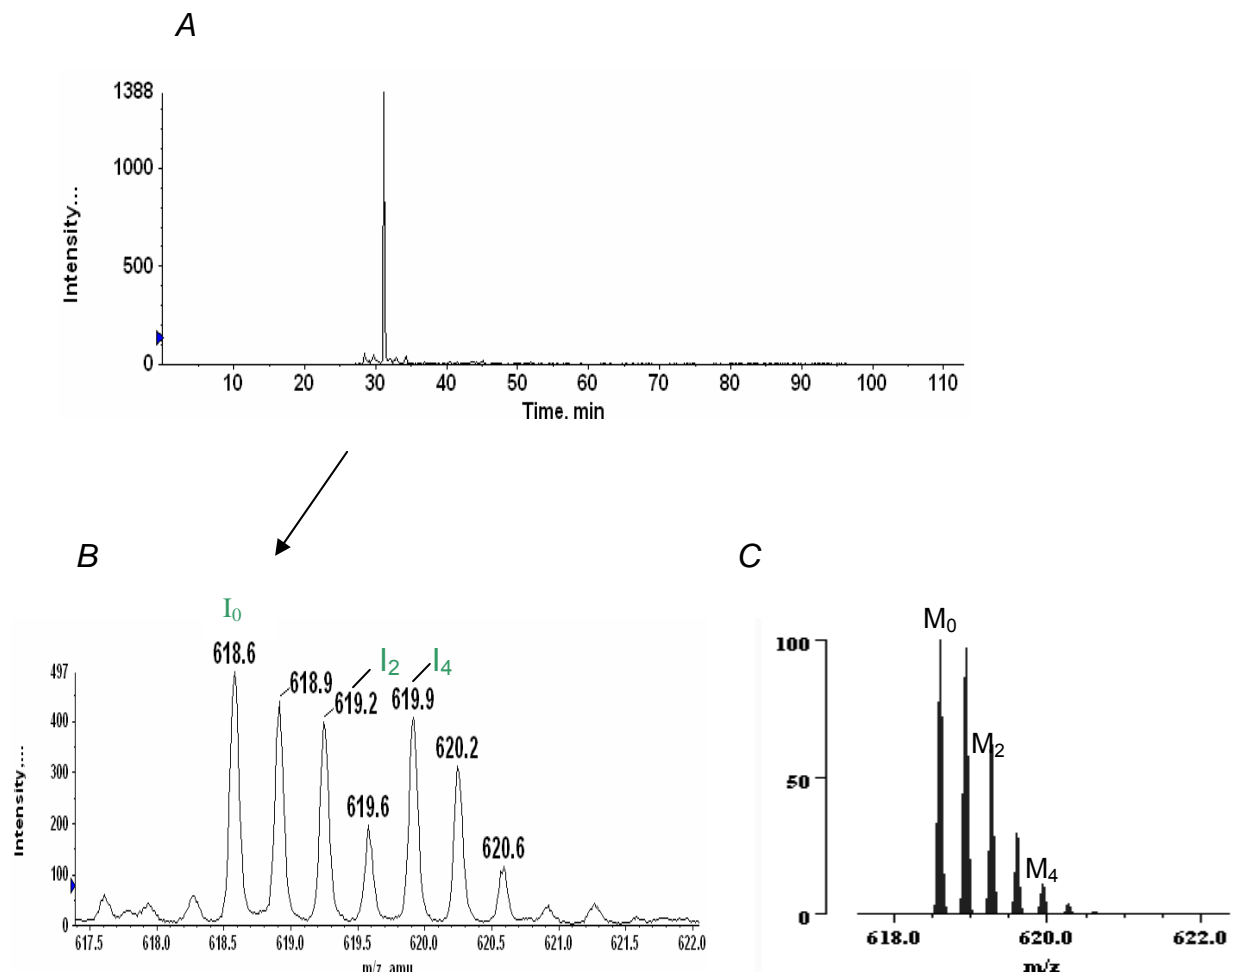 A
1388
1000
500
0
Intensity...
10 20 30 40 50 60 70 80 90 100 110
Time, min
B
C
I₀
618.6
618.9
I₂
619.2
I₄
619.9
620.2
619.6
620.6
497
400
300
200
100
0
Intensity,...
617.5 618.0 618.5 619.0 619.5 620.0 620.5 621.0 621.5 622.0
m/z, amu
M₀
M₂
M₄
100
50
0
618.0 620.0 622.0
m/z